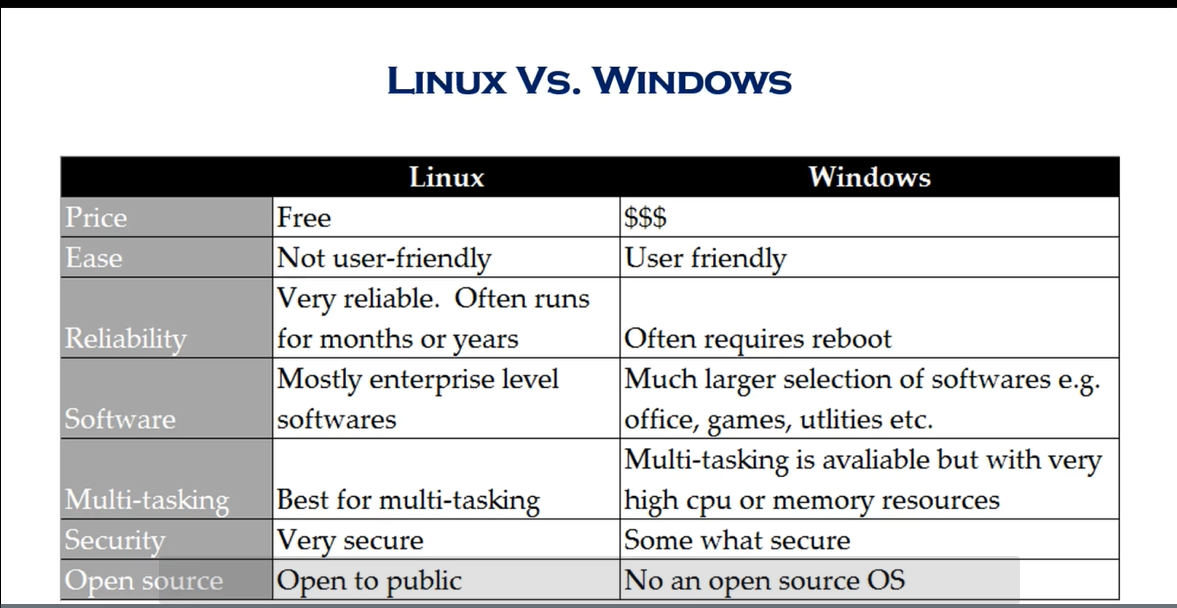 Linux Vs. Windows
Linux Windows
Price Free $$$
Ease Not user-friendly User friendly
Very reliable. Often runs
Reliability for months or years Often requires reboot
Mostly enterprise level Much larger selection of softwares e.g.
Software softwares office, games, utlities etc.
Multi-tasking is avaliable but with very
Multi-tasking Best for multi-tasking high cpu or memory resources
Security Very secure Some what secure
Open source Open to public No an open source OS